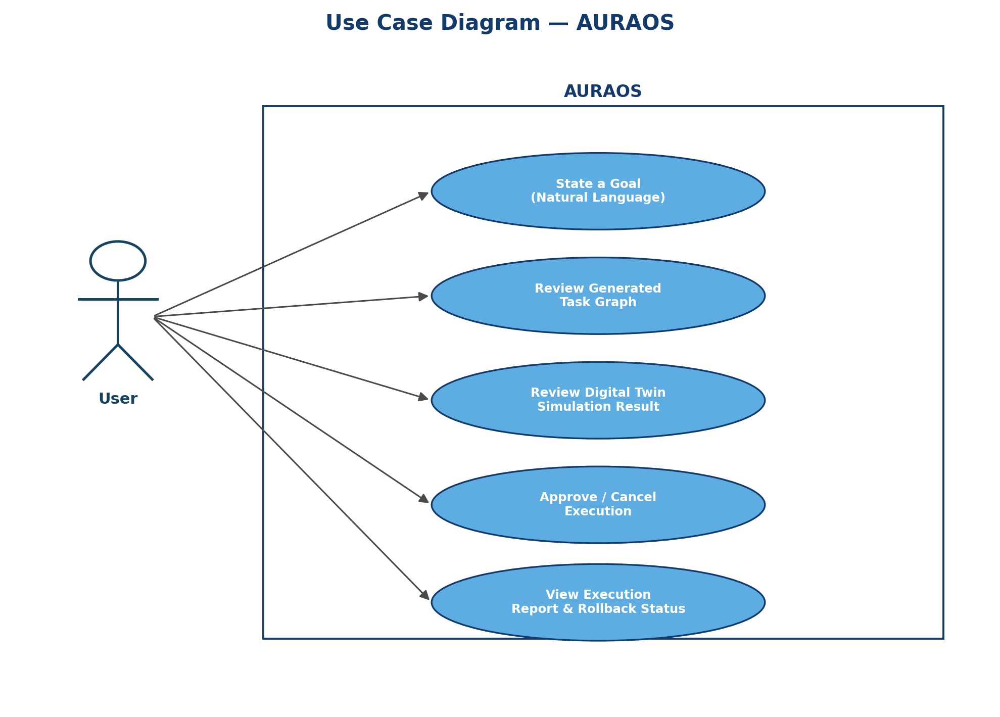 Use Case Diagram — AURAOS
AURAOS
State a Goal
(Natural Language)
Review Generated
Task Graph
Review Digital Twin
Simulation Result
User
Approve / Cancel
Execution
View Execution
Report & Rollback Status